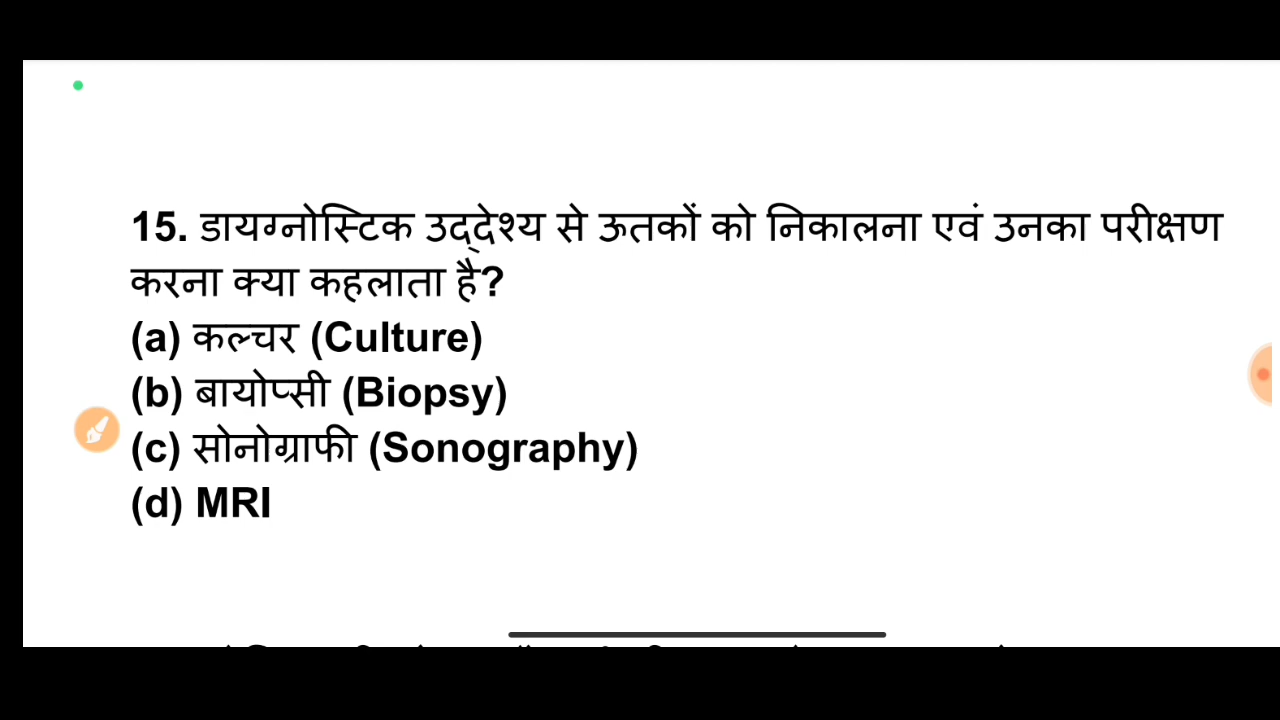 15. डायग्नोस्टिक उद्देश्य से ऊतकों को निकालना एवं उनका परीक्षण
करना क्या कहलाता है?
(a) कल्चर (Culture)
(b) बायोप्सी (Biopsy)
(c) सोनोग्राफी (Sonography)
(d) MRI